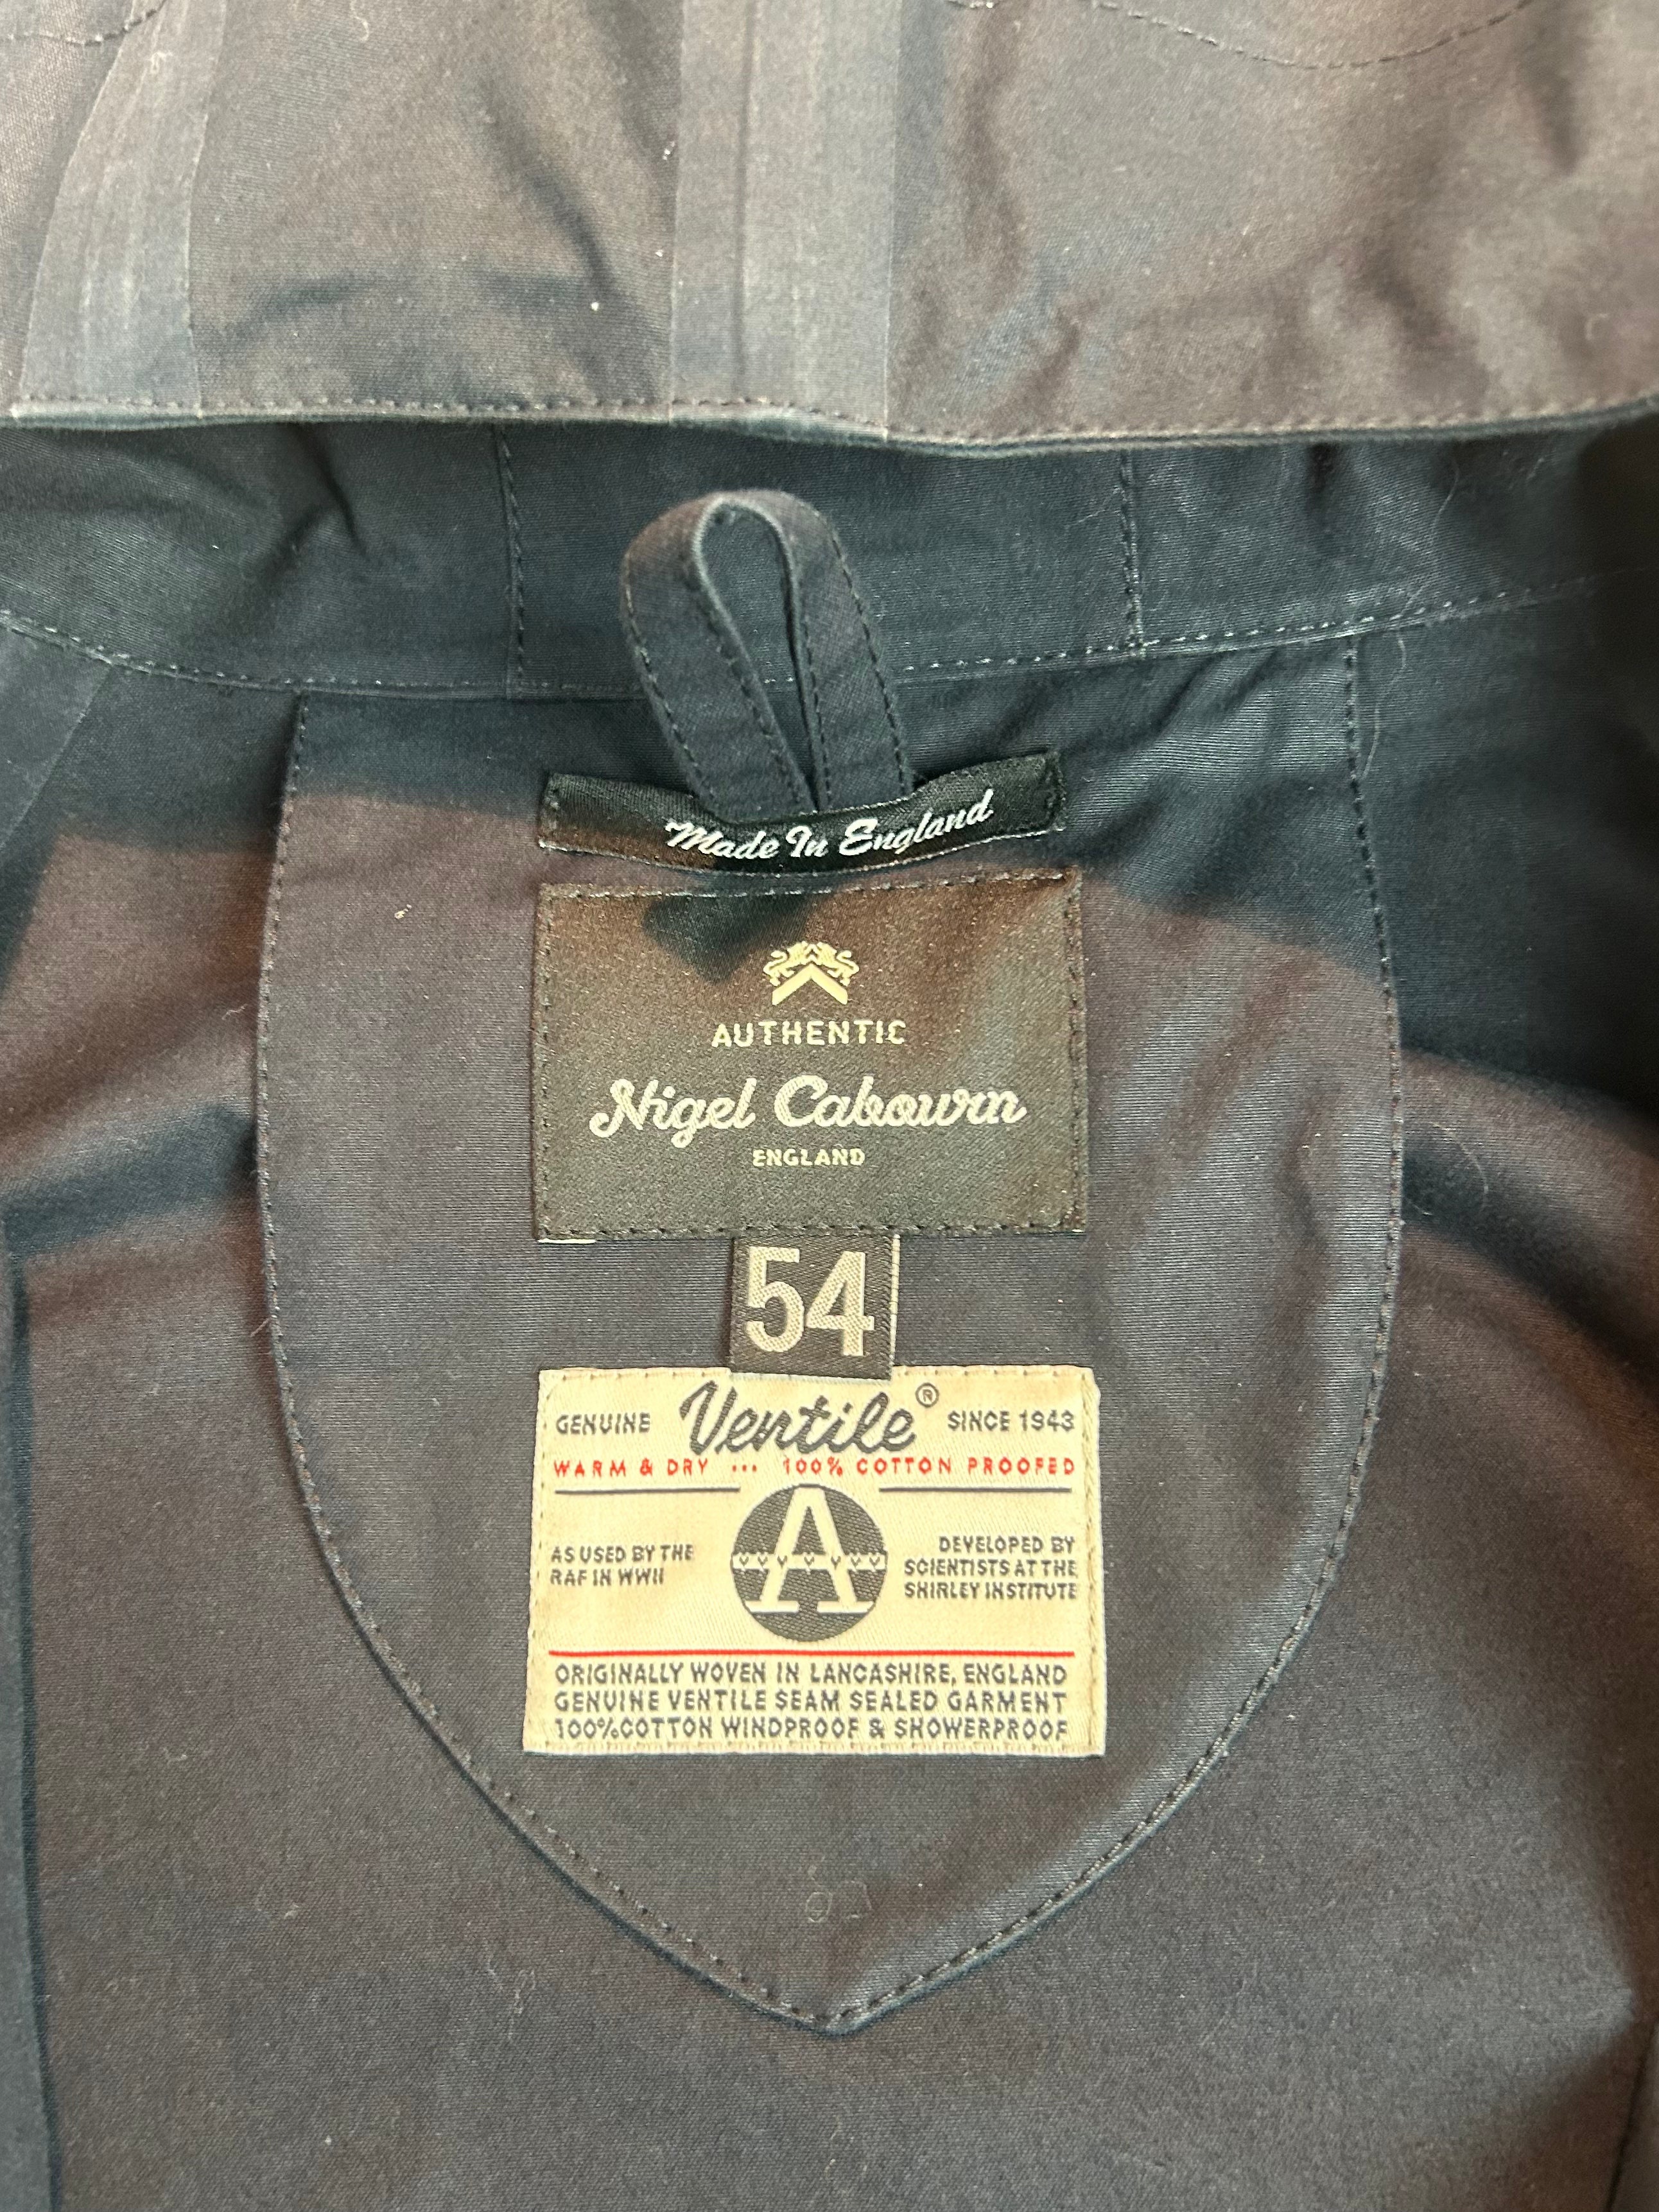 Made In England
AUTHENTIC
Nigel Cabourn
ENGLAND
54
GENUINE Ventile® SINCE 1943
WARM & DRY ... 100% COTTON PROOFED
A
AS USED BY THE
RAF IN WWII
DEVELOPED BY
SCIENTISTS AT THE
SHIRLEY INSTITUTE
ORIGINALLY WOVEN IN LANCASHIRE, ENGLAND
GENUINE VENTILE SEAM SEALED GARMENT
100%COTTON WINDPROOF & SHOWERPROOF